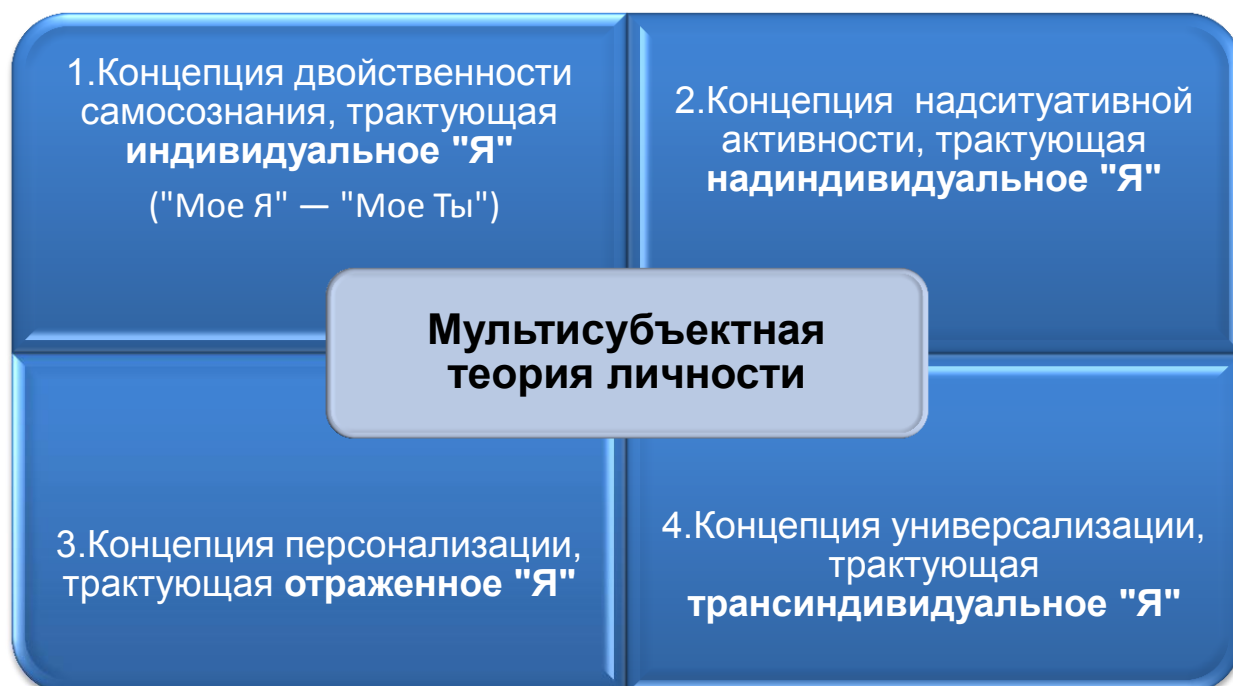 1.Концепция двойственности
самосознания, трактующая
индивидуальное "Я"
("Мое Я" — "Мое Ты")
2.Концепция надситуативной
активности, трактующая
надиндивидуальное "Я"
Мультисубъектная
теория личности
3.Концепция персонализации,
трактующая отраженное "Я"
4.Концепция универсализации,
трактующая
трансиндивидуальное "Я"